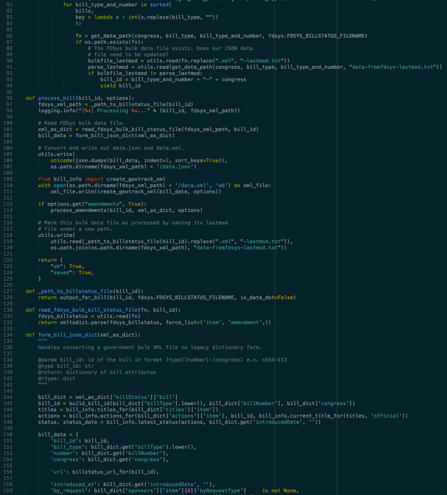 81 for bill_type_and_number in sorted(
82 bills,
83 key = lambda x : int(x.replace(bill_type, ""))
84 ):
85
86 fn = get_data_path(congress, bill_type, bill_type_and_number, fdsys.FDSYS_BILLSTATUS_FILENAME)
87 if os.path.exists(fn):
88 # The FDSys bulk data file exists. Does our JSON data
89 # file need to be updated?
90 bulkfile_lastmod = utils.read(fn.replace(".xml", "-lastmod.txt"))
91 parse_lastmod = utils.read(get_data_path(congress, bill_type, bill_type_and_number, "data-fromfdsys-lastmod.txt"))
92 if bulkfile_lastmod != parse_lastmod:
93 bill_id = bill_type_and_number + "-" + congress
94 yield bill_id
95
96 def process_bill(bill_id, options):
97 fdsys_xml_path = _path_to_billstatus_file(bill_id)
98 logging.info("[%s] Processing %s..." % (bill_id, fdsys_xml_path))
99
100 # Read FDSys bulk data file.
101 xml_as_dict = read_fdsys_bulk_bill_status_file(fdsys_xml_path, bill_id)
102 bill_data = form_bill_json_dict(xml_as_dict)
103
104 # Convert and write out data.json and data.xml.
105 utils.write(
106 unicode(json.dumps(bill_data, indent=2, sort_keys=True)),
107 os.path.dirname(fdsys_xml_path) + '/data.json')
108
109 from bill_info import create_govtrack_xml
110 with open(os.path.dirname(fdsys_xml_path) + '/data.xml', 'wb') as xml_file:
111 xml_file.write(create_govtrack_xml(bill_data, options))
112
113 if options.get("amendments", True):
114 process_amendments(bill_id, xml_as_dict, options)
115
116 # Mark this bulk data file as processed by saving its lastmod
117 # file under a new path.
118 utils.write(
119 utils.read(_path_to_billstatus_file(bill_id).replace(".xml", "-lastmod.txt")),
120 os.path.join(os.path.dirname(fdsys_xml_path), "data-fromfdsys-lastmod.txt"))
121
122 return {
123 "ok": True,
124 "saved": True,
125 }
126
127 def _path_to_billstatus_file(bill_id):
128 return output_for_bill(bill_id, fdsys.FDSYS_BILLSTATUS_FILENAME, is_data_dot=False)
129
130 def read_fdsys_bulk_bill_status_file(fn, bill_id):
131 fdsys_billstatus = utils.read(fn)
132 return xmltodict.parse(fdsys_billstatus, force_list=('item', 'amendment',))
133
134 def form_bill_json_dict(xml_as_dict):
135 """
136 Handles converting a government bulk XML file to legacy dictionary form.
137
138 @param bill_id: id of the bill in format [type][number]-[congress] e.x. s934-113
139 @type bill_id: str
140 @return: dictionary of bill attributes
141 @rtype: dict
142 """
143
144 bill_dict = xml_as_dict['billStatus']['bill']
145 bill_id = build_bill_id(bill_dict['billType'].lower(), bill_dict['billNumber'], bill_dict['congress'])
146 titles = bill_info.titles_for(bill_dict['titles']['item'])
147 actions = bill_info.actions_for(bill_dict['actions']['item'], bill_id, bill_info.current_title_for(titles, 'official'))
148 status, status_date = bill_info.latest_status(actions, bill_dict.get('introducedDate', ''))
149
150 bill_data = {
151 'bill_id': bill_id,
152 'bill_type': bill_dict.get('billType').lower(),
153 'number': bill_dict.get('billNumber'),
154 'congress': bill_dict.get('congress'),
155
156 'url': billstatus_url_for(bill_id),
157
158 'introduced_at': bill_dict.get('introducedDate', ''),
159 'by_request': bill_dict['sponsors']['item'][0]['byRequestType'] is not None,